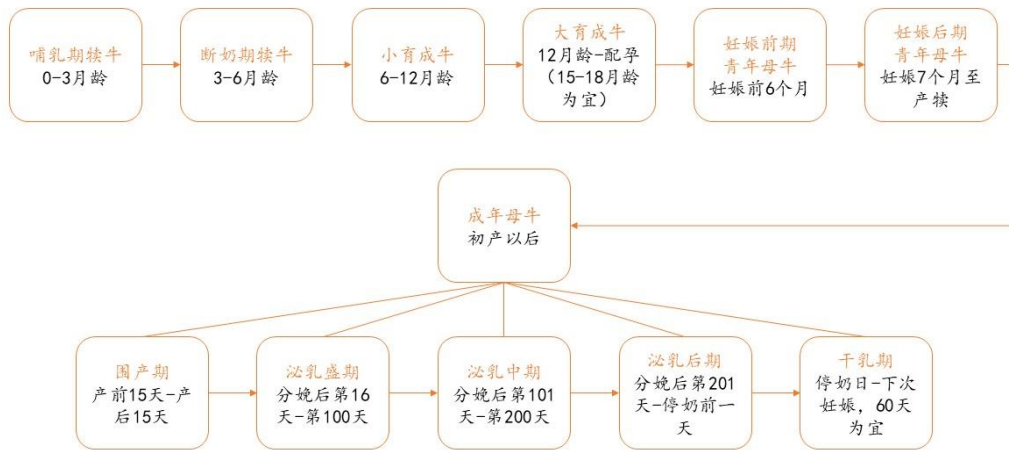 哺乳期犊牛
0-3月龄
断奶期犊牛
3-6月龄
小育成牛
6-12月龄
大育成牛
12月龄-配孕
（15-18月龄
为宜）
妊娠前期
青年母牛
妊娠前6个月
妊娠后期
青年母牛
妊娠7个月至
产犊
成年母牛
初产以后
围产期
产前15天-产
后15天
泌乳盛期
分娩后第16
天-第100天
泌乳中期
分娩后第101
天-第200天
泌乳后期
分娩后第201
天-停奶前一
天
干乳期
停奶日-下次
妊娠，60天
为宜